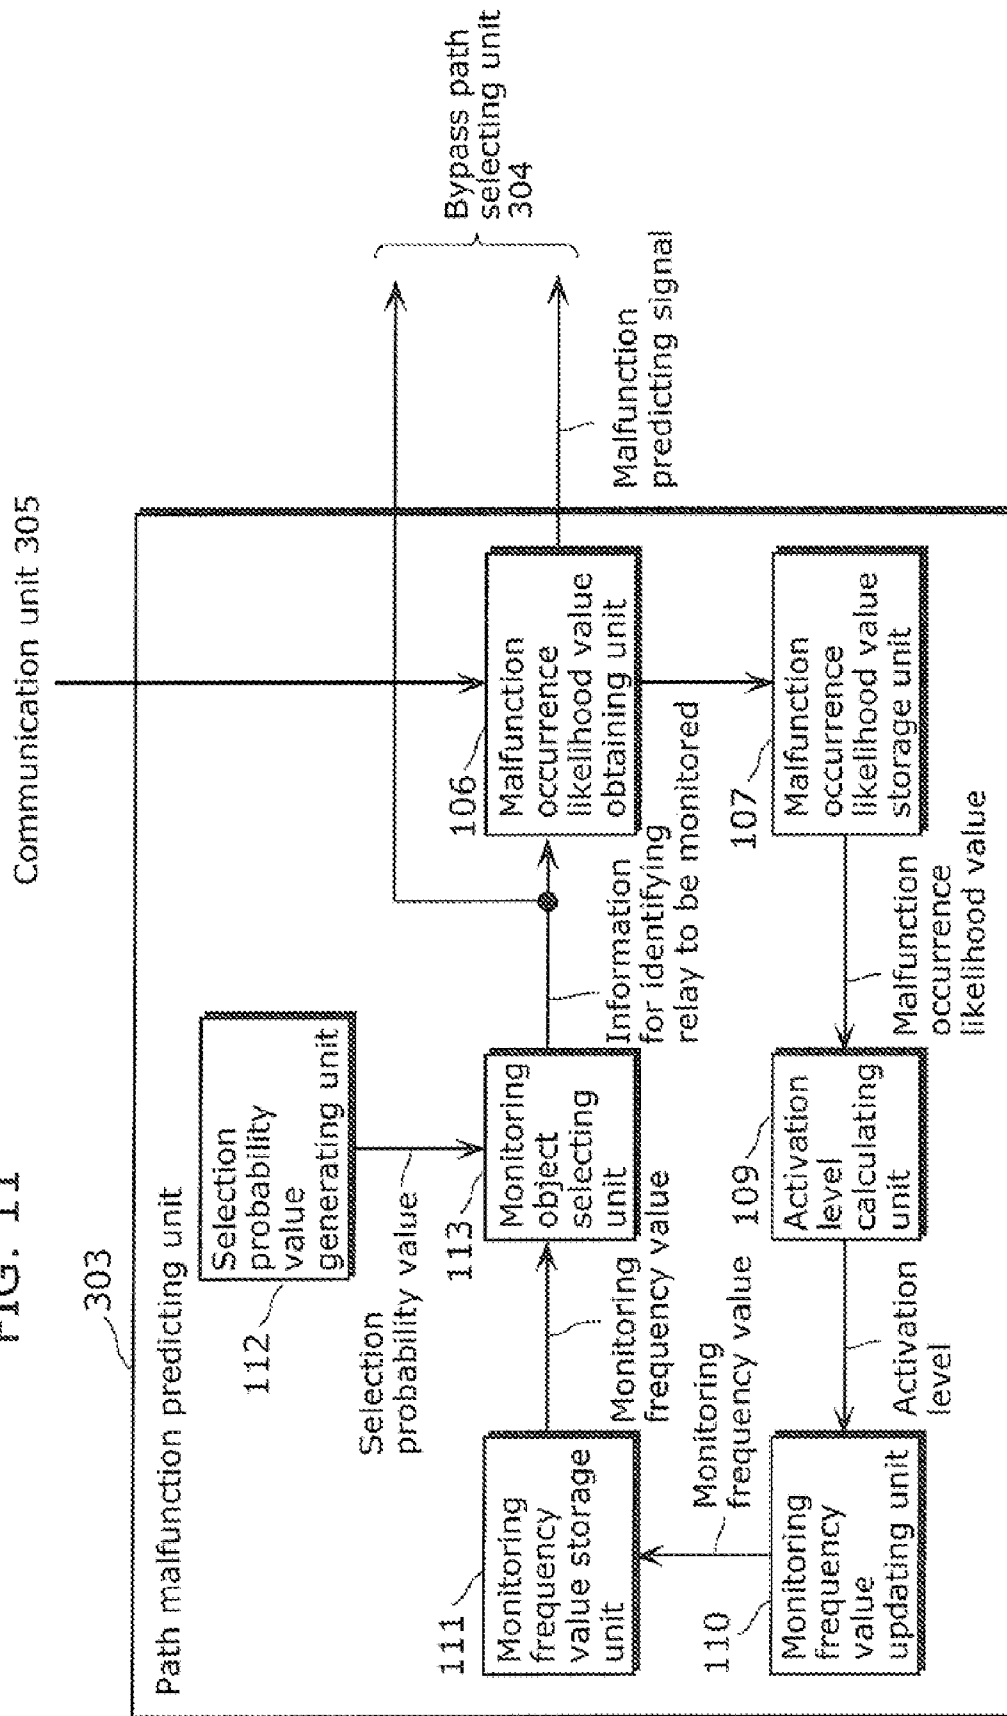 FIG. 11
Communication unit 305
303
Path malfunction predicting unit
112
Selection
probability
value
generating unit
Selection
probability value
Bypass path
selecting unit
304
111
Monitoring
frequency
value storage
unit
Monitoring
frequency value
113
Monitoring
object
selecting
unit
Information
for identifying
relay to be monitored
106
Malfunction
occurrence
likelihood value
obtaining unit
Malfunction
predicting signal
Monitoring
frequency value
110
Monitoring
frequency
value
updating unit
Activation
level
109
Activation
level
calculating
unit
Malfunction
occurrence
likelihood value
107
Malfunction
occurrence
likelihood value
storage unit